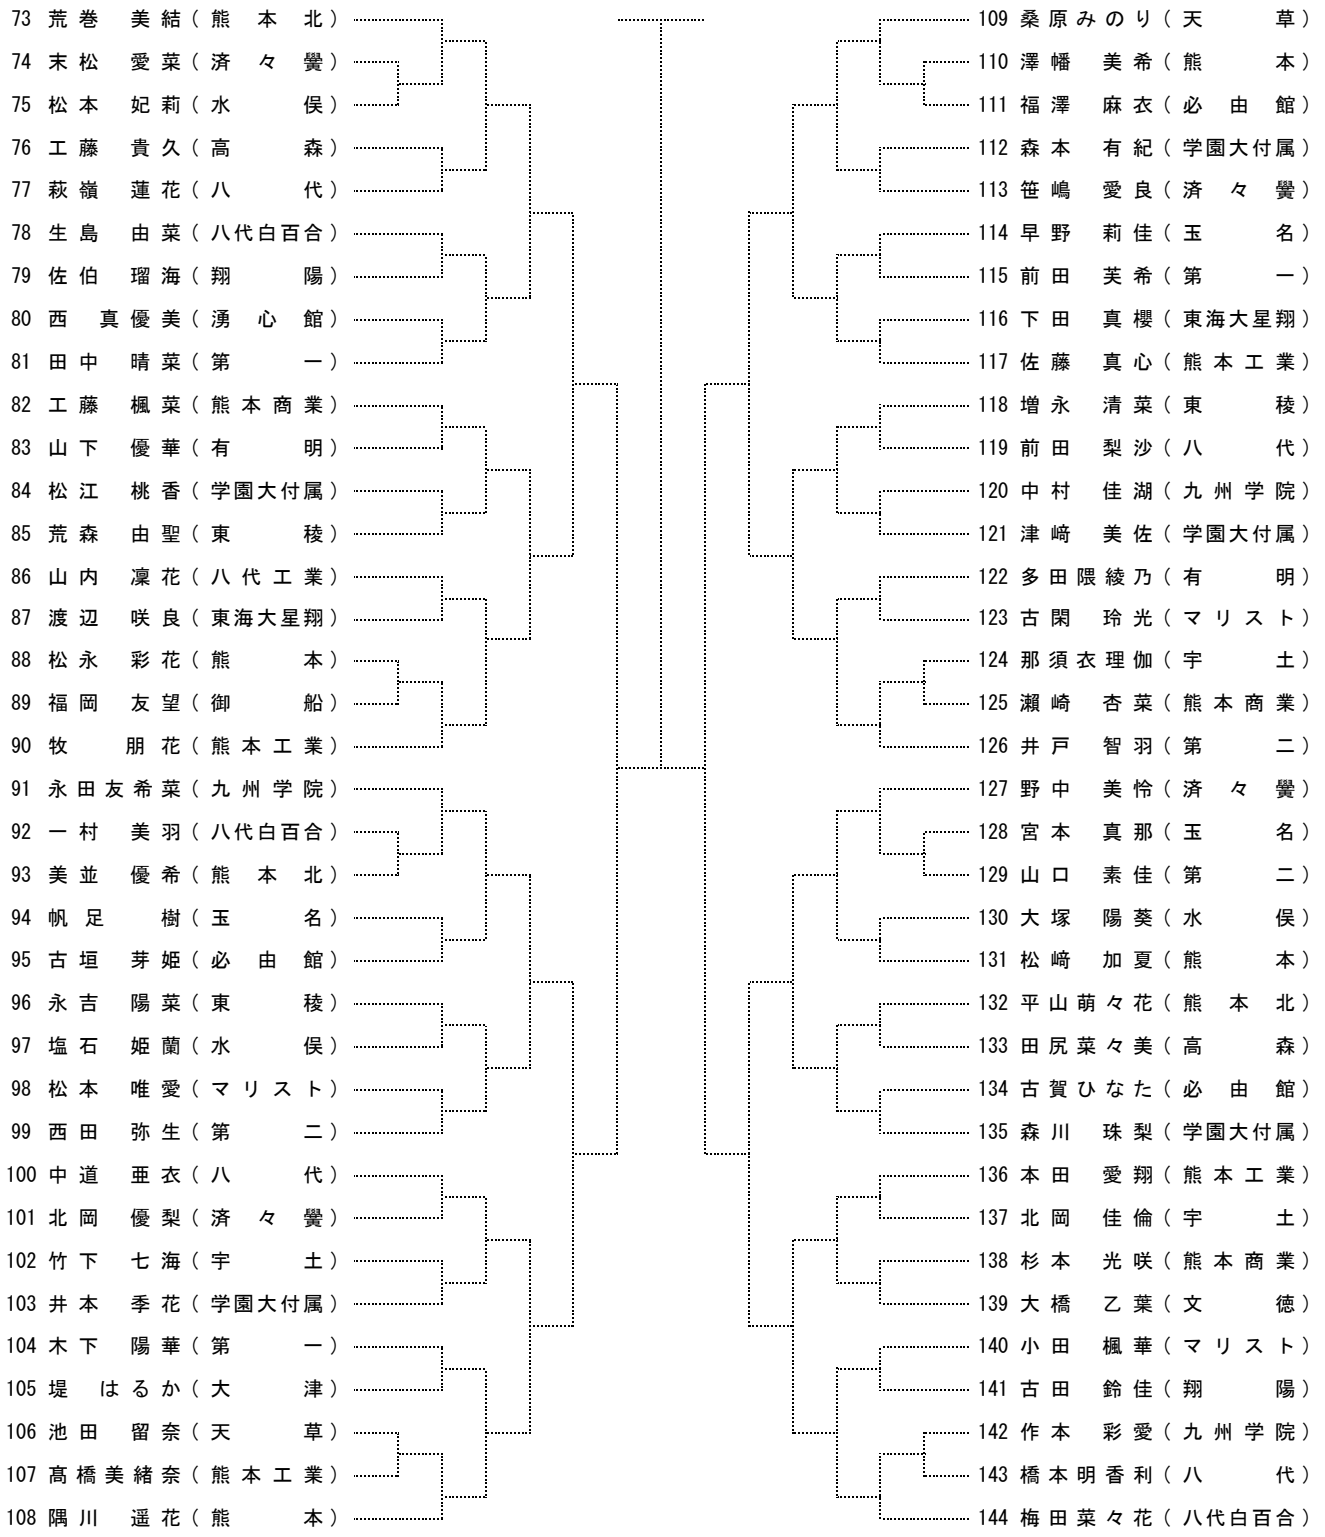 73 荒巻 美結（熊本北）
74 末松 愛菜（済々黌）
75 松本 妃莉（水俣）
76 工藤 貴久（高森）
77 萩嶺 蓮花（八代）
78 生島 由菜（八代白百合）
79 佐伯 瑠海（翔陽）
80 西 真優美（湧心館）
81 田中 晴菜（第一）
82 工藤 楓菜（熊本商業）
83 山下 優華（有明）
84 松江 桃香（学園大付属）
85 荒森 由聖（東稜）
86 山内 凜花（八代工業）
87 渡辺 咲良（東海大星翔）
88 松永 彩花（熊本）
89 福岡 友望（御船）
90 牧 朋花（熊本工業）
91 永田友希菜（九州学院）
92 一村 美羽（八代白百合）
93 美並 優希（熊本北）
94 帆足 樹（玉名）
95 古垣 芽姫（必由館）
96 永吉 陽菜（東稜）
97 塩石 姫蘭（水俣）
98 松本 唯愛（マリスト）
99 西田 弥生（第二）
100 中道 亜衣（八代）
101 北岡 優梨（済々黌）
102 竹下 七海（宇土）
103 井本 季花（学園大付属）
104 木下 陽華（第一）
105 堤 はるか（大津）
106 池田 留奈（天草）
107 髙橋美緒奈（熊本工業）
108 隅川 遥花（熊本）
109 桑原みのり（天草）
110 澤幡 美希（熊本）
111 福澤 麻衣（必由館）
112 森本 有紀（学園大付属）
113 笹嶋 愛良（済々黌）
114 早野 莉佳（玉名）
115 前田 芙希（第一）
116 下田 真櫻（東海大星翔）
117 佐藤 真心（熊本工業）
118 増永 清菜（東稜）
119 前田 梨沙（八代）
120 中村 佳湖（九州学院）
121 津﨑 美佐（学園大付属）
122 多田隈綾乃（有明）
123 古閑 玲光（マリスト）
124 那須衣理伽（宇土）
125 瀬崎 杏菜（熊本商業）
126 井戸 智羽（第二）
127 野中 美怜（済々黌）
128 宮本 真那（玉名）
129 山口 素佳（第二）
130 大塚 陽葵（水俣）
131 松﨑 加夏（熊本）
132 平山萌々花（熊本北）
133 田尻菜々美（高森）
134 古賀ひなた（必由館）
135 森川 珠梨（学園大付属）
136 本田 愛翔（熊本工業）
137 北岡 佳倫（宇土）
138 杉本 光咲（熊本商業）
139 大橋 乙葉（文徳）
140 小田 楓華（マリスト）
141 古田 鈴佳（翔陽）
142 作本 彩愛（九州学院）
143 橋本明香利（八代）
144 梅田菜々花（八代白百合）